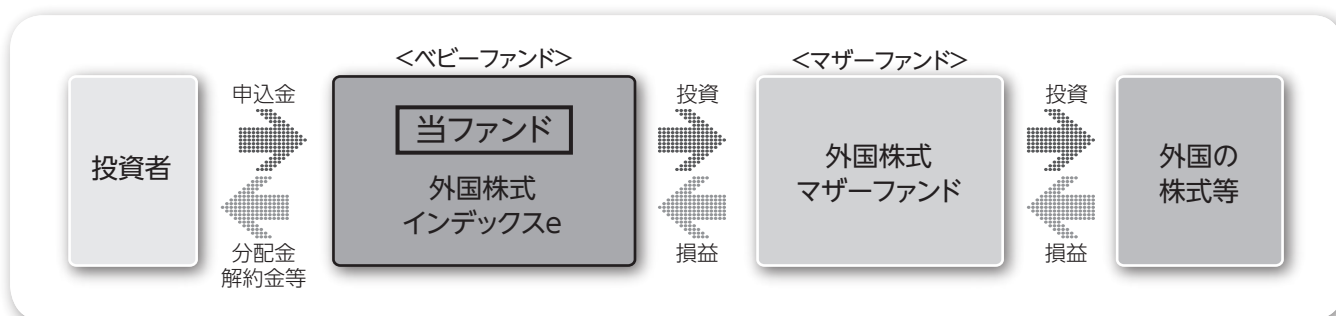 <ベビーファンド>
<マザーファンド>
投資者
申込金
分配金
解約金等
当ファンド
外国株式
インデックスe
投資
損益
外国株式
マザーファンド
投資
損益
外国の
株式等